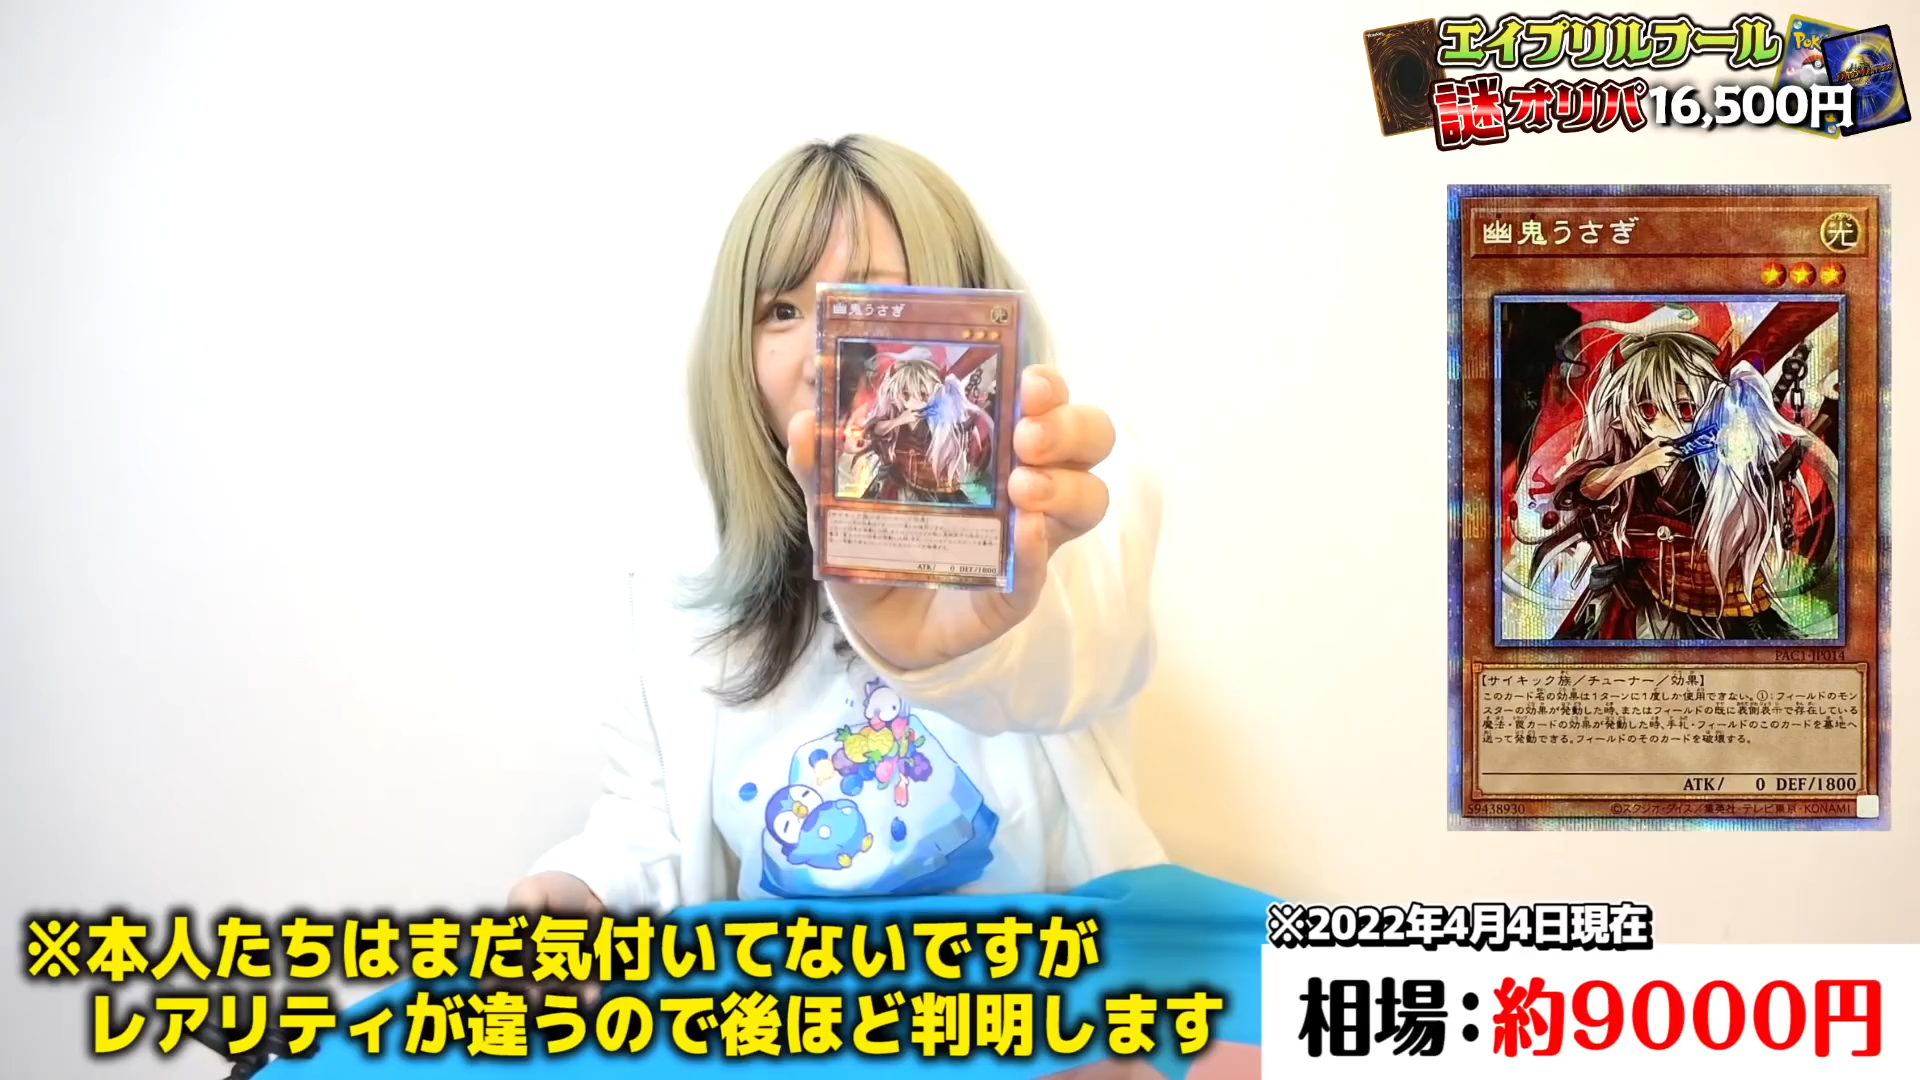 エイプリルフール
謎オリパ16,500円
幽鬼うさぎ
光
幽鬼うさぎ
光
ATK/ 0 DEF/1800
PAC1-JP014
【サイキック族/チューナー/効果】
このカード名の効果は1ターンに1度しか使用できない。①:フィールドのモン
スターの効果が発動した時、またはフィールドの既に表側表示で存在している
魔法・罠カードの効果が発動した時、手札・フィールドのこのカードを墓地へ
送って発動できる。フィールドのそのカードを破壊する。
ATK/ 0 DEF/1800
59438930
©スタジオ・ダイス/集英社・テレビ東京・KONAMI
※本人たちはまだ気付いてないですが
レアリティが違うので後ほど判明します
※2022年4月4日現在
相場:約9000円